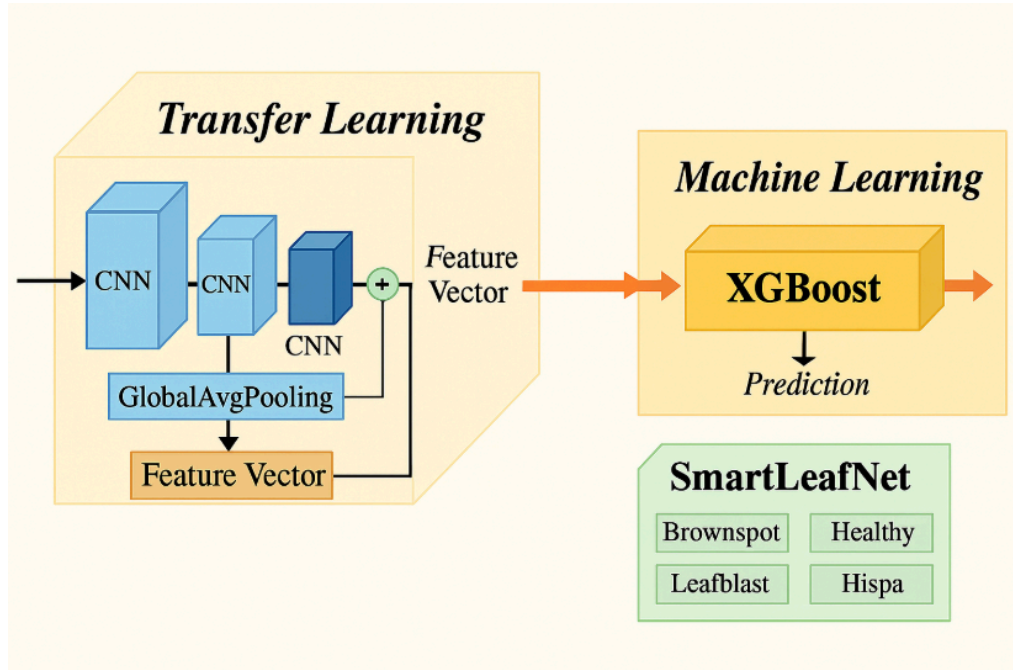 Transfer Learning
CNN
CNN
CNN
+
GlobalAvgPooling
Feature Vector
Feature
Vector
Machine Learning
XGBoost
Prediction
SmartLeafNet
Brownspot
Healthy
Leafblast
Hispa